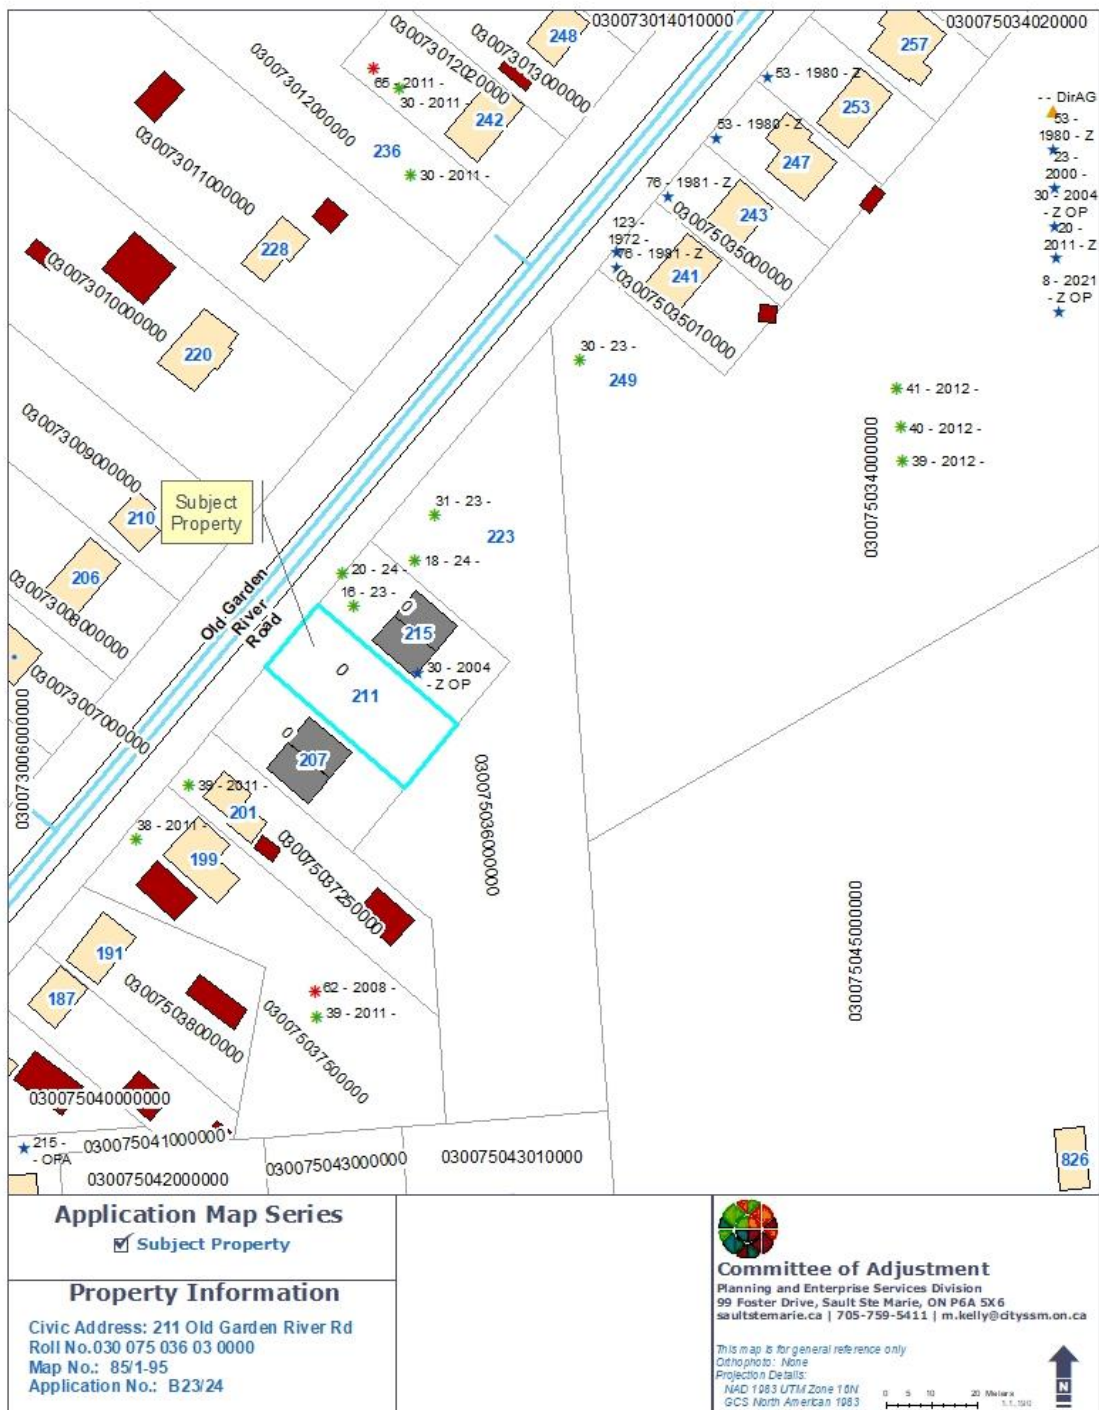 030073014010000
030075034020000
248
257
030073013000000
030073012020000
030073012000000
65 - 2011 -
30 - 2011 -
242
53 - 1980 - Z
253
53 - 1980 - Z
247
- - DirAG
53 -
1980 - Z
23 -
2000 -
30 - 2004
- Z OP
20 -
2011 - Z
8 - 2021
- Z OP
236
30 - 2011 -
030073011000000
76 - 1981 - Z
243
030075035000000
123 -
1972 -
76 - 1981 - Z
241
030075035010000
228
030073010000000
220
30 - 23 -
249
41 - 2012 -
40 - 2012 -
39 - 2012 -
030075034000000
030073009000000
210
Subject
Property
31 - 23 -
223
206
030073008000000
20 - 24 -
18 - 24 -
16 - 23 -
Old Garden
River
Road
0
215
30 - 2004
- Z OP
0
211
030073007000000
030073006000000
0
207
030075036000000
39 - 2011 -
201
38 - 2011 -
199
030075037250000
030075045000000
191
187
030075038000000
62 - 2008 -
39 - 2011 -
030075037500000
030075040000000
215 -
- OPA
030075041000000
030075042000000
030075043000000
030075043010000
826
Application Map Series
Subject Property
Property Information
Civic Address: 211 Old Garden River Rd
Roll No.030 075 036 03 0000
Map No.: 85/1-95
Application No.: B23/24
Committee of Adjustment
Planning and Enterprise Services Division
99 Foster Drive, Sault Ste Marie, ON P6A 5X6
saultstemarie.ca | 705-759-5411 | m.kelly@cityssm.on.ca
This map is for general reference only
Orthophoto: None
Projection Details:
NAD 1983 UTM Zone 16N
GCS North American 1983
0 5 10 20 Meters
N